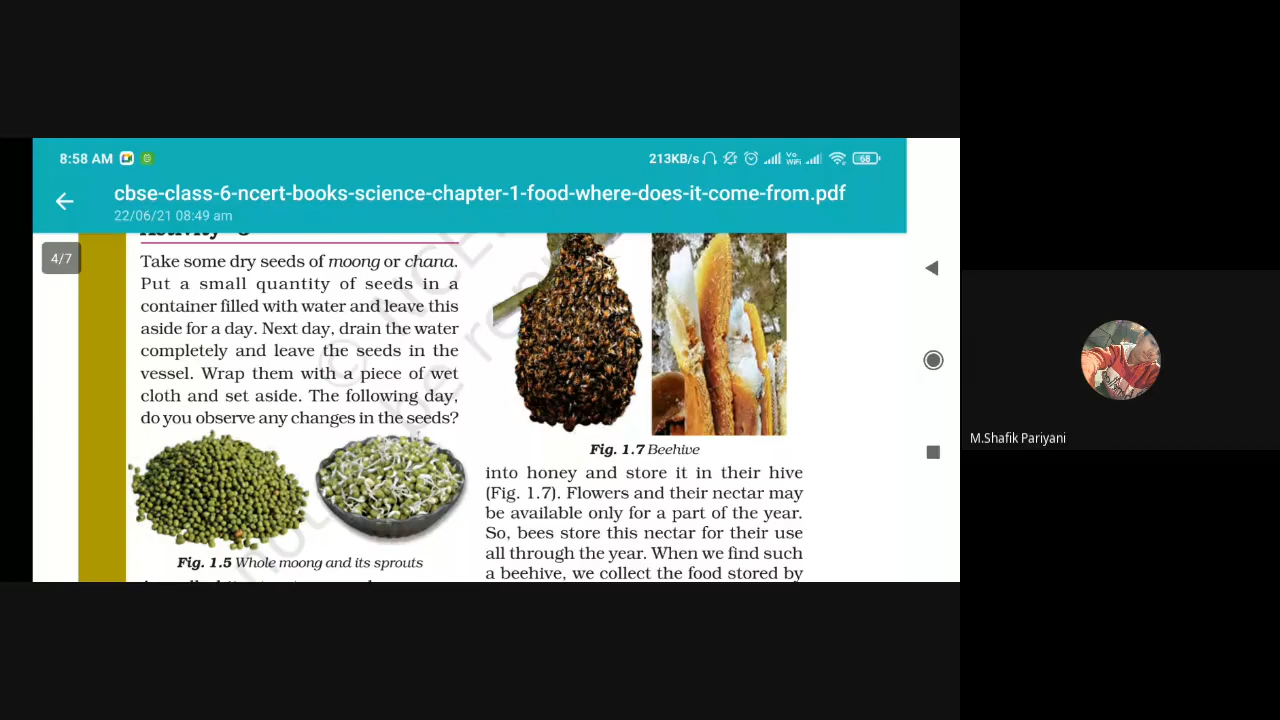 8:58 AM
213KB/s
Vo
WiFi
68
cbse-class-6-ncert-books-science-chapter-1-food-where-does-it-come-from.pdf
22/06/21 08:49 am
4/7
Take some dry seeds of moong or chana.
Put a small quantity of seeds in a
container filled with water and leave this
aside for a day. Next day, drain the water
completely and leave the seeds in the
vessel. Wrap them with a piece of wet
cloth and set aside. The following day,
do you observe any changes in the seeds?
Fig. 1.5 Whole moong and its sprouts
Fig. 1.7 Beehive
into honey and store it in their hive
(Fig. 1.7). Flowers and their nectar may
be available only for a part of the year.
So, bees store this nectar for their use
all through the year. When we find such
a beehive, we collect the food stored by
M.Shafik Pariyani